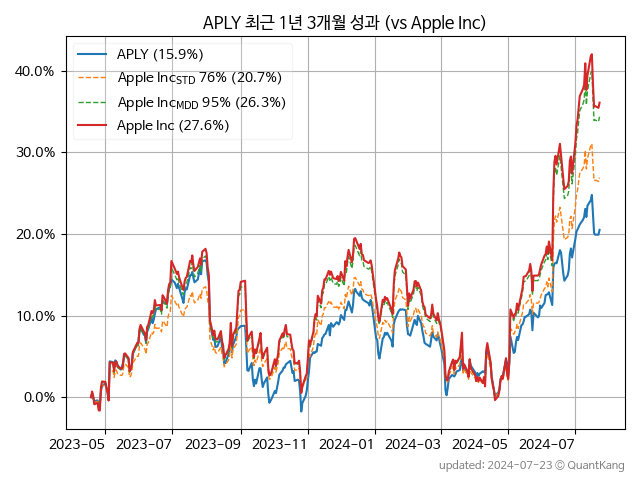 APLY 최근 1년 3개월 성과 (vs Apple Inc)
APLY (15.9%)
Apple IncSTD 76% (20.7%)
Apple IncMDD 95% (26.3%)
Apple Inc (27.6%)
40.0%
30.0%
20.0%
10.0%
0.0%
2023-05 2023-07 2023-09 2023-11 2024-01 2024-03 2024-05 2024-07
updated: 2024-07-23 © QuantKang